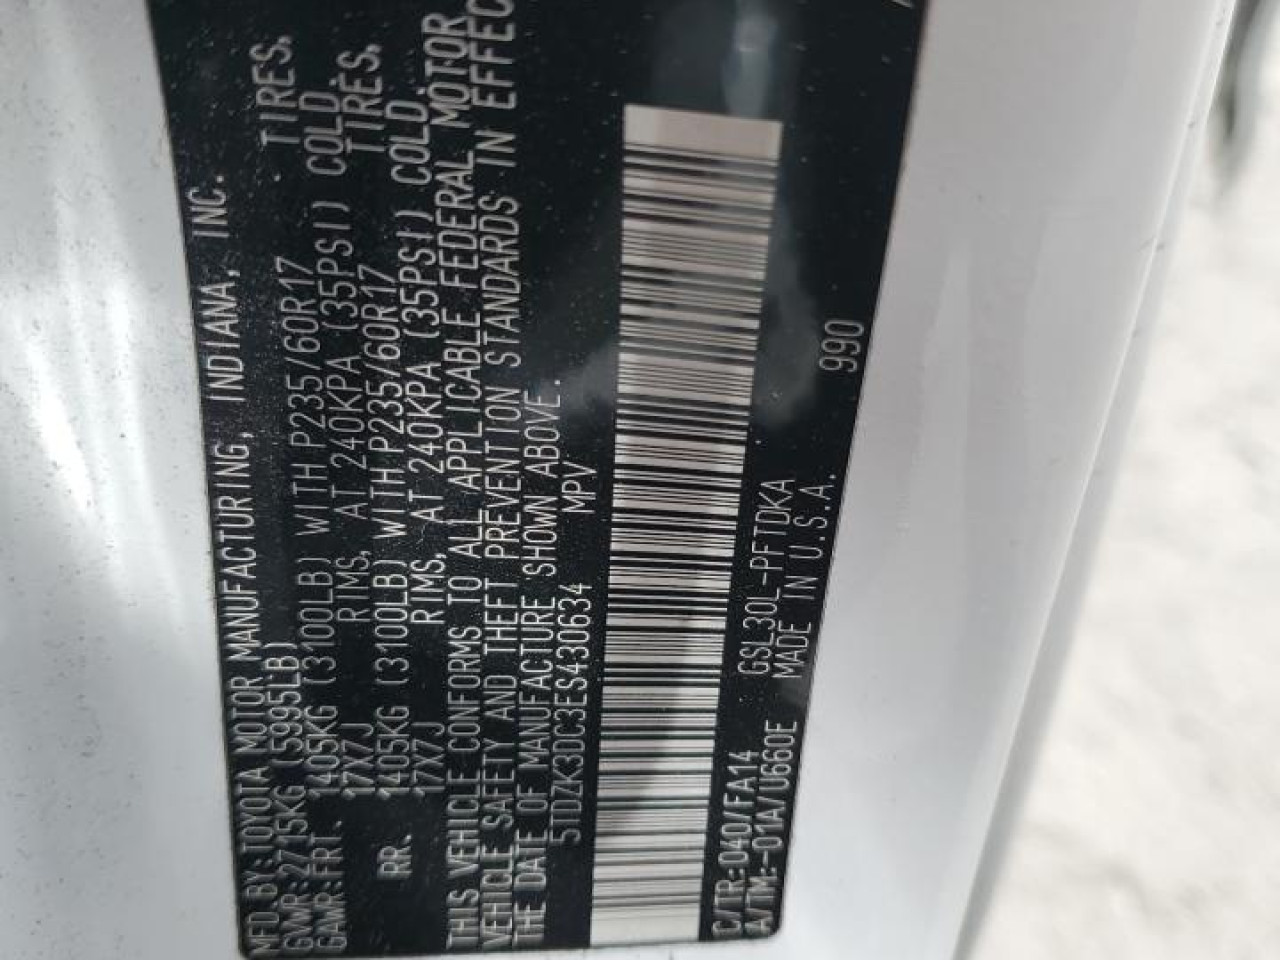 MFD.BY:TOYOTA MOTOR MANUFACTURING, INDIANA, INC.
GVWR:2715KG (5995LB)
GAWR:FRT. 1405KG (3100LB) WITH P235/60R17 TIRES.
17X7J RIMS, AT 240KPA (35PSI) COLD
RR. 1405KG (3100LB) WITH P235/60R17 TIRES.
17X7J RIMS, AT 240KPA (35PSI) COLD
THIS VEHICLE CONFORMS TO ALL APPLICABLE FEDERAL MOTOR
VEHICLE SAFETY AND THEFT PREVENTION STANDARDS IN EFFEC
THE DATE OF MANUFACTURE SHOWN ABOVE.
5TDZK3DC3ES430634 MPV
C/TR:040/FA14 GSL30L-PFTDKA 990
A/TM:-01A/U660E MADE IN U.S.A.